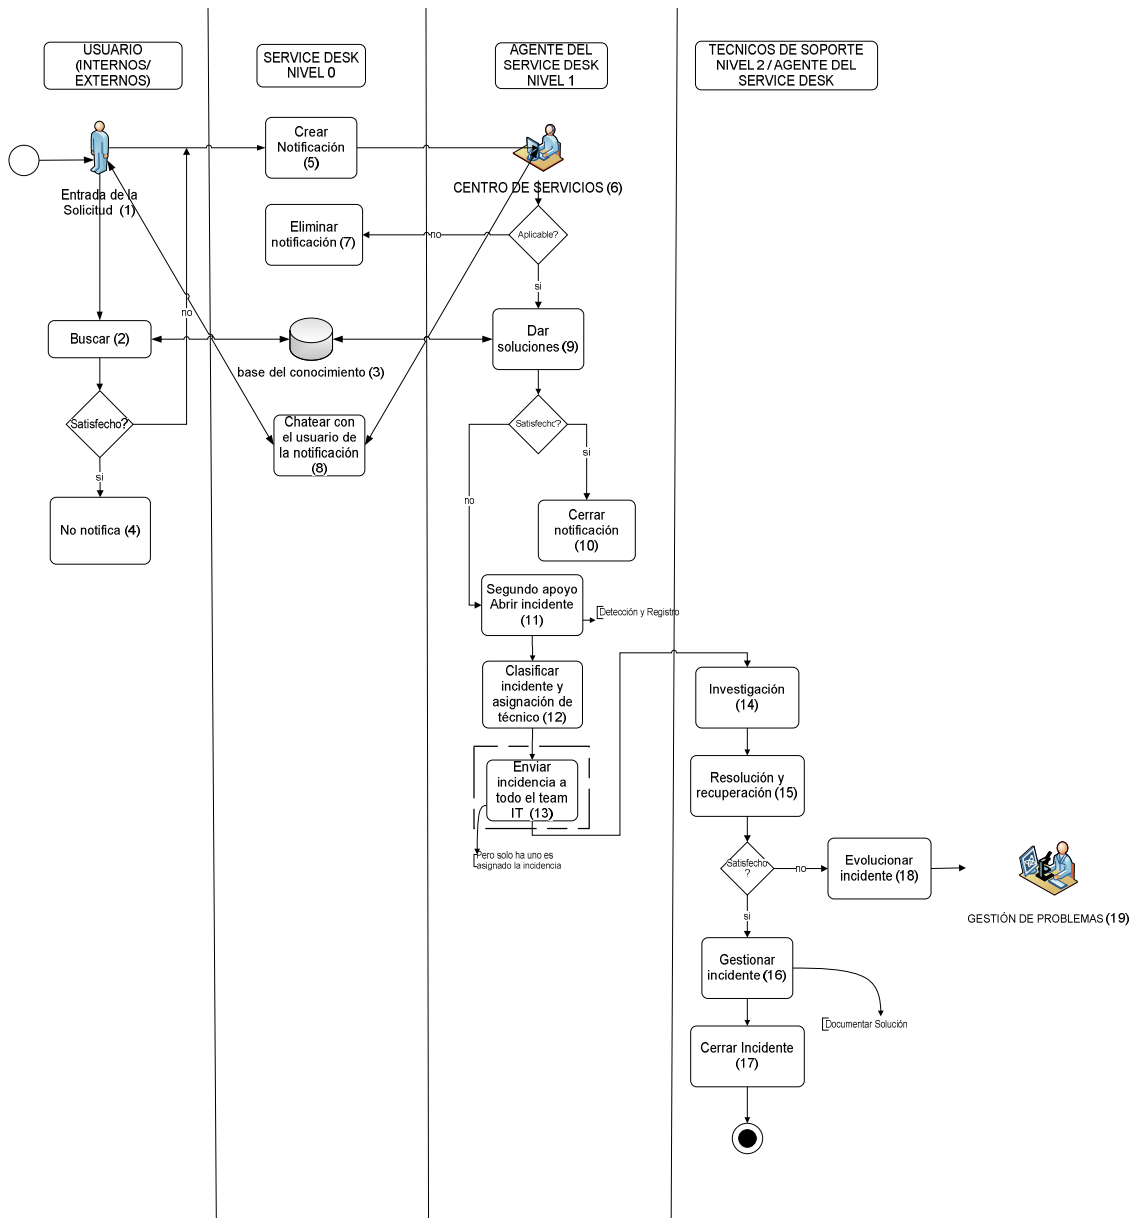 USUARIO
(INTERNOS/
EXTERNOS)
SERVICE DESK
NIVEL 0
AGENTE DEL
SERVICE DESK
NIVEL 1
TECNICOS DE SOPORTE
NIVEL 2 / AGENTE DEL
SERVICE DESK
Entrada de la
Solicitud (1)
Crear
Notificación
(5)
CENTRO DE SERVICIOS (6)
Eliminar
notificación (7)
no
Aplicable?
si
no
Buscar (2)
base del conocimiento (3)
Dar
soluciones (9)
Satisfecho?
si
No notifica (4)
Chatear con
el usuario de
la notificación
(8)
Satisfecho?
si
no
Cerrar
notificación
(10)
Segundo apoyo
Abrir incidente
(11)
Detección y Registro
Clasificar
incidente y
asignación de
técnico (12)
Enviar
incidencia a
todo el team
IT (13)
Pero solo ha uno es
asignado la incidencia
Investigación
(14)
Resolución y
recuperación (15)
Satisfecho
?
no
si
Evolucionar
incidente (18)
GESTIÓN DE PROBLEMAS (19)
Gestionar
incidente (16)
Documentar Solución
Cerrar Incidente
(17)